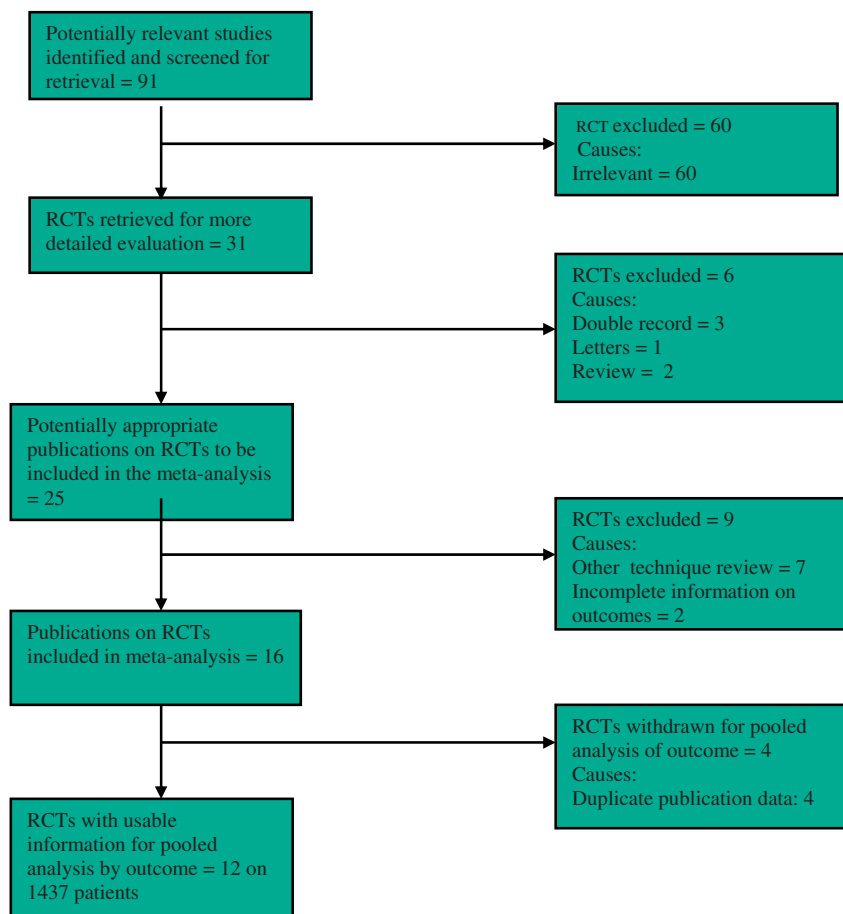 Potentially relevant studies
identified and screened for
retrieval = 91
RCT excluded = 60
Causes:
Irrelevant = 60
RCTs retrieved for more
detailed evaluation = 31
RCTs excluded = 6
Causes:
Double record = 3
Letters = 1
Review = 2
Potentially appropriate
publications on RCTs to be
included in the meta-analysis
= 25
RCTs excluded = 9
Causes:
Other technique review = 7
Incomplete information on
outcomes = 2
Publications on RCTs
included in meta-analysis = 16
RCTs withdrawn for pooled
analysis of outcome = 4
Causes:
Duplicate publication data: 4
RCTs with usable
information for pooled
analysis by outcome = 12 on
1437 patients